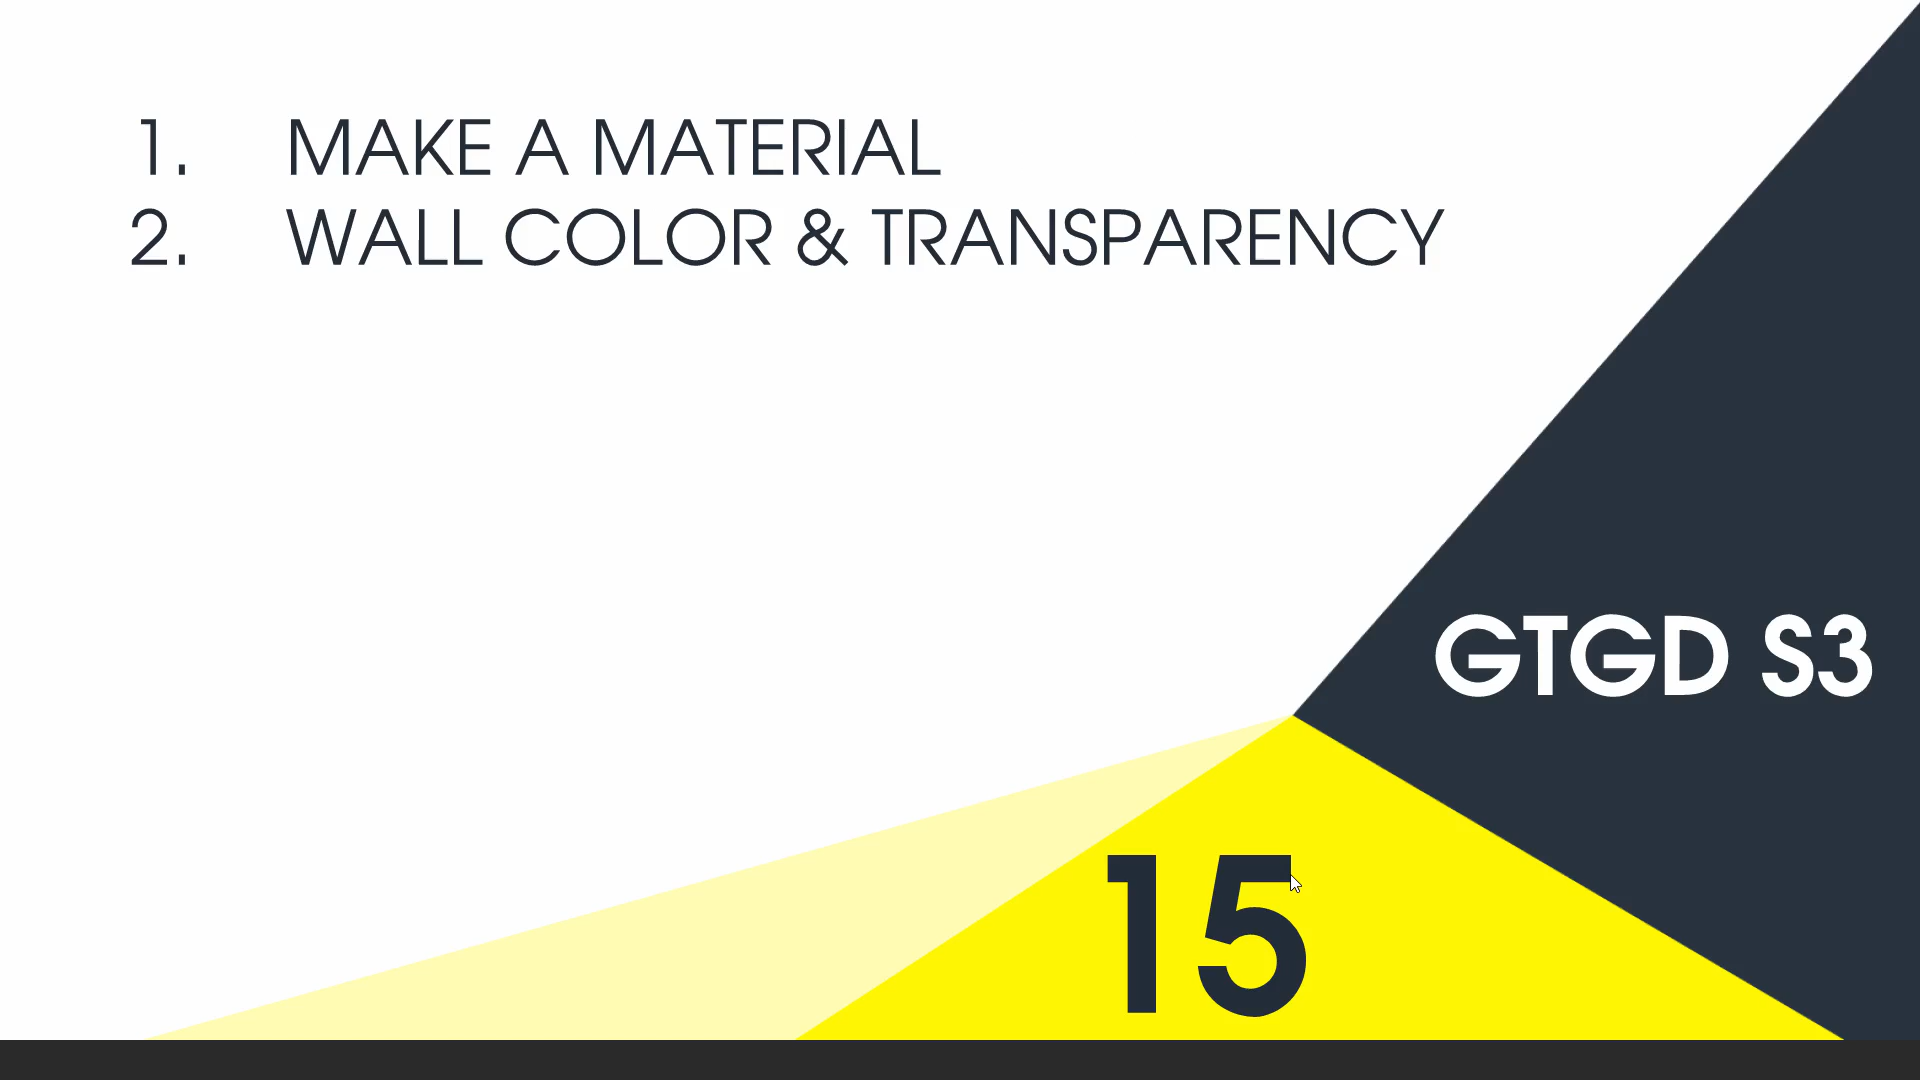 1. MAKE A MATERIAL
2. WALL COLOR & TRANSPARENCY
GTGD S3
15